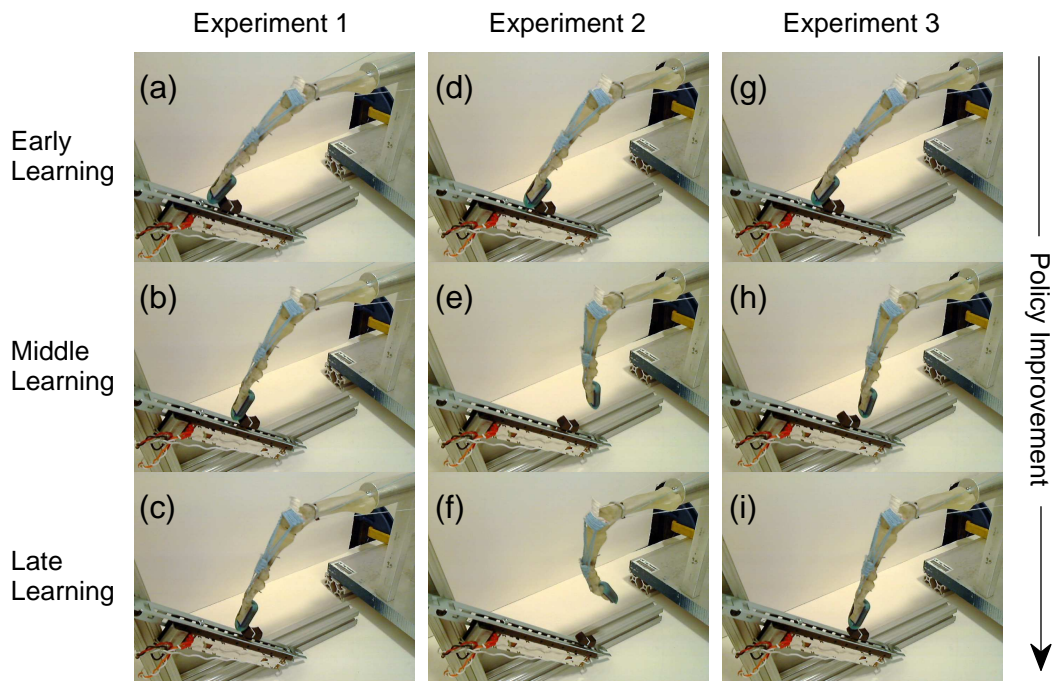 Experiment 1 Experiment 2 Experiment 3
Early
Learning
(a) (d) (g)
Middle
Learning
(b) (e) (h)
Late
Learning
(c) (f) (i)
Policy Improvement